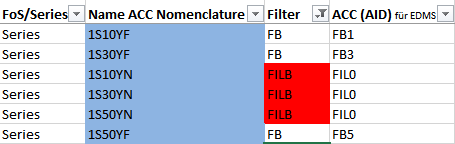 FoS/Series Name ACC Nomenclature Filter ACC (AID) für EDMS
Series 1S10YF FB FB1
Series 1S30YF FB FB3
Series 1S10YN FILB FIL0
Series 1S30YN FILB FIL0
Series 1S50YN FILB FIL0
Series 1S50YF FB FB5